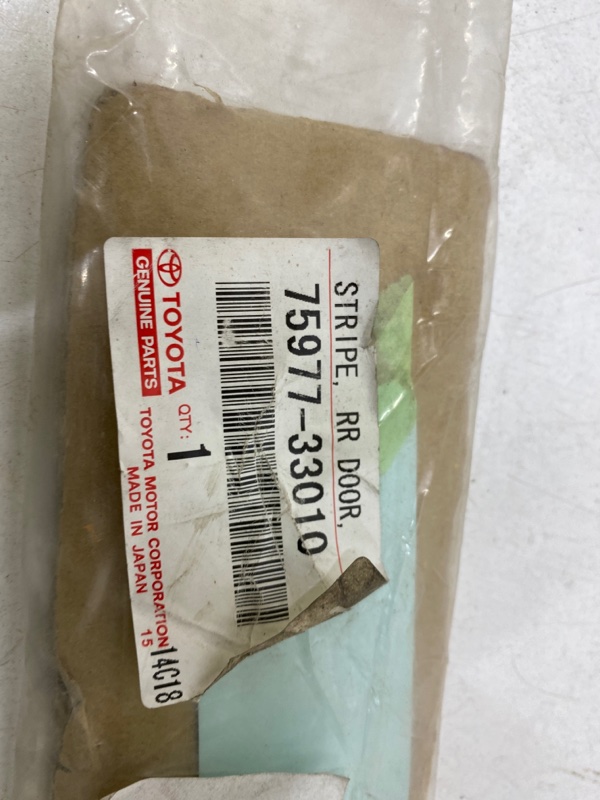 STRIPE, RR DOOR,
75977-33010
TOYOTA
GENUINE PARTS
QTY: 1
TOYOTA MOTOR CORPORATION
MADE IN JAPAN
15
14C18